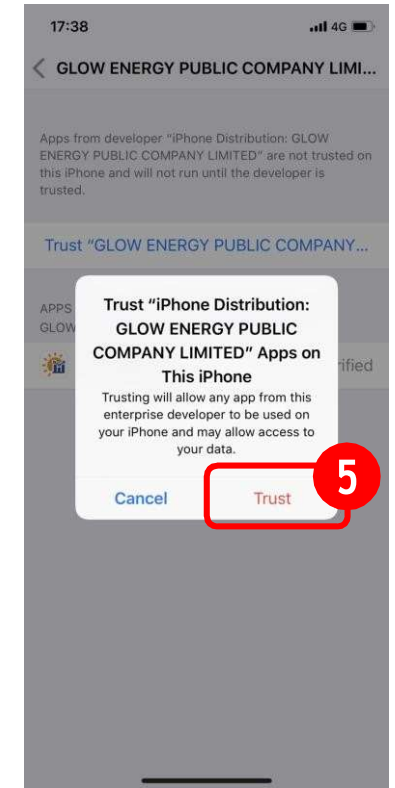 17:38
4G
GLOW ENERGY PUBLIC COMPANY LIMI...
Apps from developer "iPhone Distribution: GLOW
ENERGY PUBLIC COMPANY LIMITED" are not trusted on
this iPhone and will not run until the developer is
trusted.
Trust "GLOW ENERGY PUBLIC COMPANY...
APPS
GLOW
Trust "iPhone Distribution:
GLOW ENERGY PUBLIC
COMPANY LIMITED" Apps on
This iPhone
Trusting will allow any app from this
enterprise developer to be used on
your iPhone and may allow access to
your data.
Cancel
Trust
5